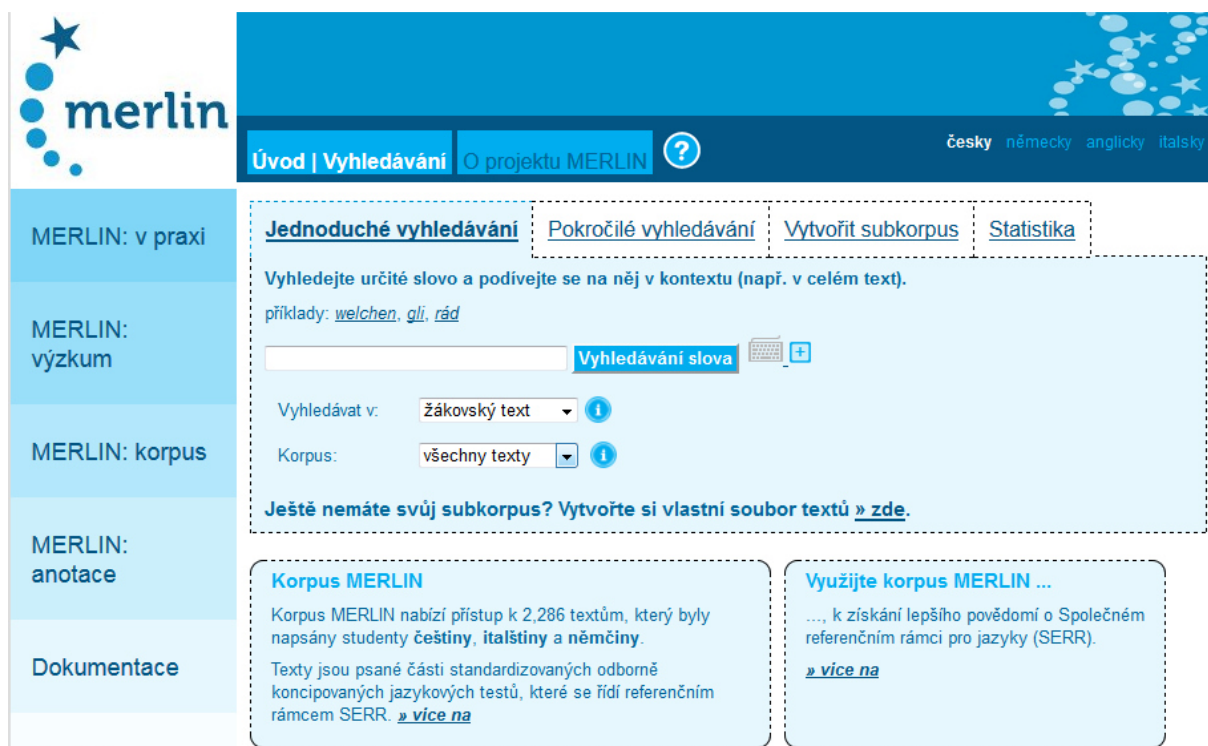 merlin
Úvod | Vyhledávání O projektu MERLIN ?
česky německy anglicky italsky
MERLIN: v praxi
MERLIN:
výzkum
MERLIN: korpus
MERLIN:
anotace
Dokumentace
Jednoduché vyhledávání Pokročilé vyhledávání Vytvořit subkorpus Statistika
Vyhledejte určité slovo a podívejte se na něj v kontextu (např. v celém text).
příklady: welchen, gli, rád
Vyhledávání slova
Vyhledávat v: žákovský text
Korpus: všechny texty
Ještě nemáte svůj subkorpus? Vytvořte si vlastní soubor textů » zde.
Korpus MERLIN
Korpus MERLIN nabízí přístup k 2,286 textům, který byly
napsány studenty češtiny, italštiny a němčiny.
Texty jsou psané části standardizovaných odborně
koncipovaných jazykových testů, které se řídí referenčním
rámcem SERR. » více na
Využijte korpus MERLIN ...
..., k získání lepšího povědomí o Společném
referenčním rámci pro jazyky (SERR).
» více na